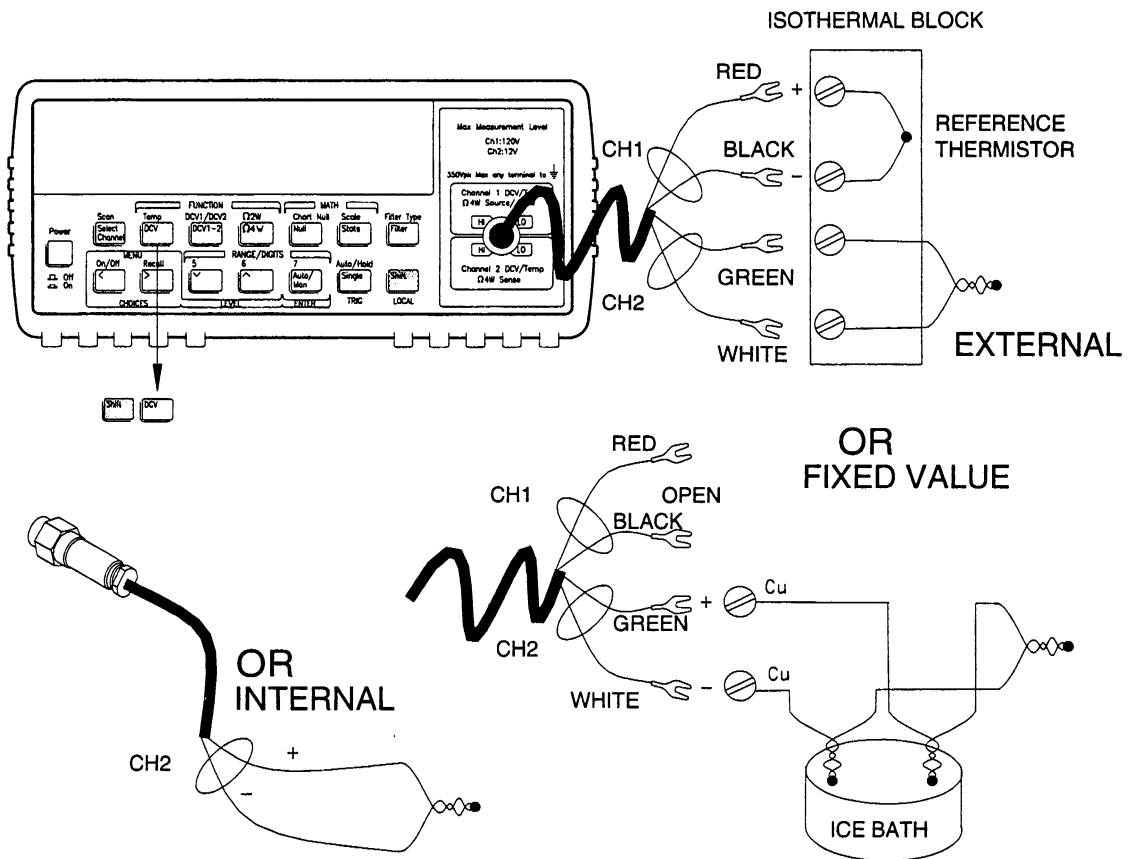 ISOTHERMAL BLOCK
RED
+
CH1
BLACK
-
REFERENCE
THERMISTOR
GREEN
CH2
WHITE
EXTERNAL
Max Measurement Level
Ch1:120V
Ch2:12V
350Vpk Max any terminal to
Channel 1 DCV/T
Ω4W Source/
HI
LO
HI
LO
Channel 2 DCV/Temp
Ω4W Sense
FUNCTION
MATH
Power
Scan
Temp
DCV1/DCV2
Ω2W
Chart Null
Scale
Filter Type
Select
Channel
DCV
DCV1-2
Ω4W
Null
Stats
Filter
Off
On
MENU
RANGE/DIGITS
On/Off
Recall
5
6
7
Auto/Hold
<
>
Auto/
Man
Single
Shift
CHOICES
LEVEL
ENTER
TRIG
LOCAL
Shift
DCV
OR
FIXED VALUE
RED
CH1
OPEN
BLACK
+
Cu
GREEN
CH2
WHITE
-
Cu
ICE BATH
OR
INTERNAL
CH2
+
-